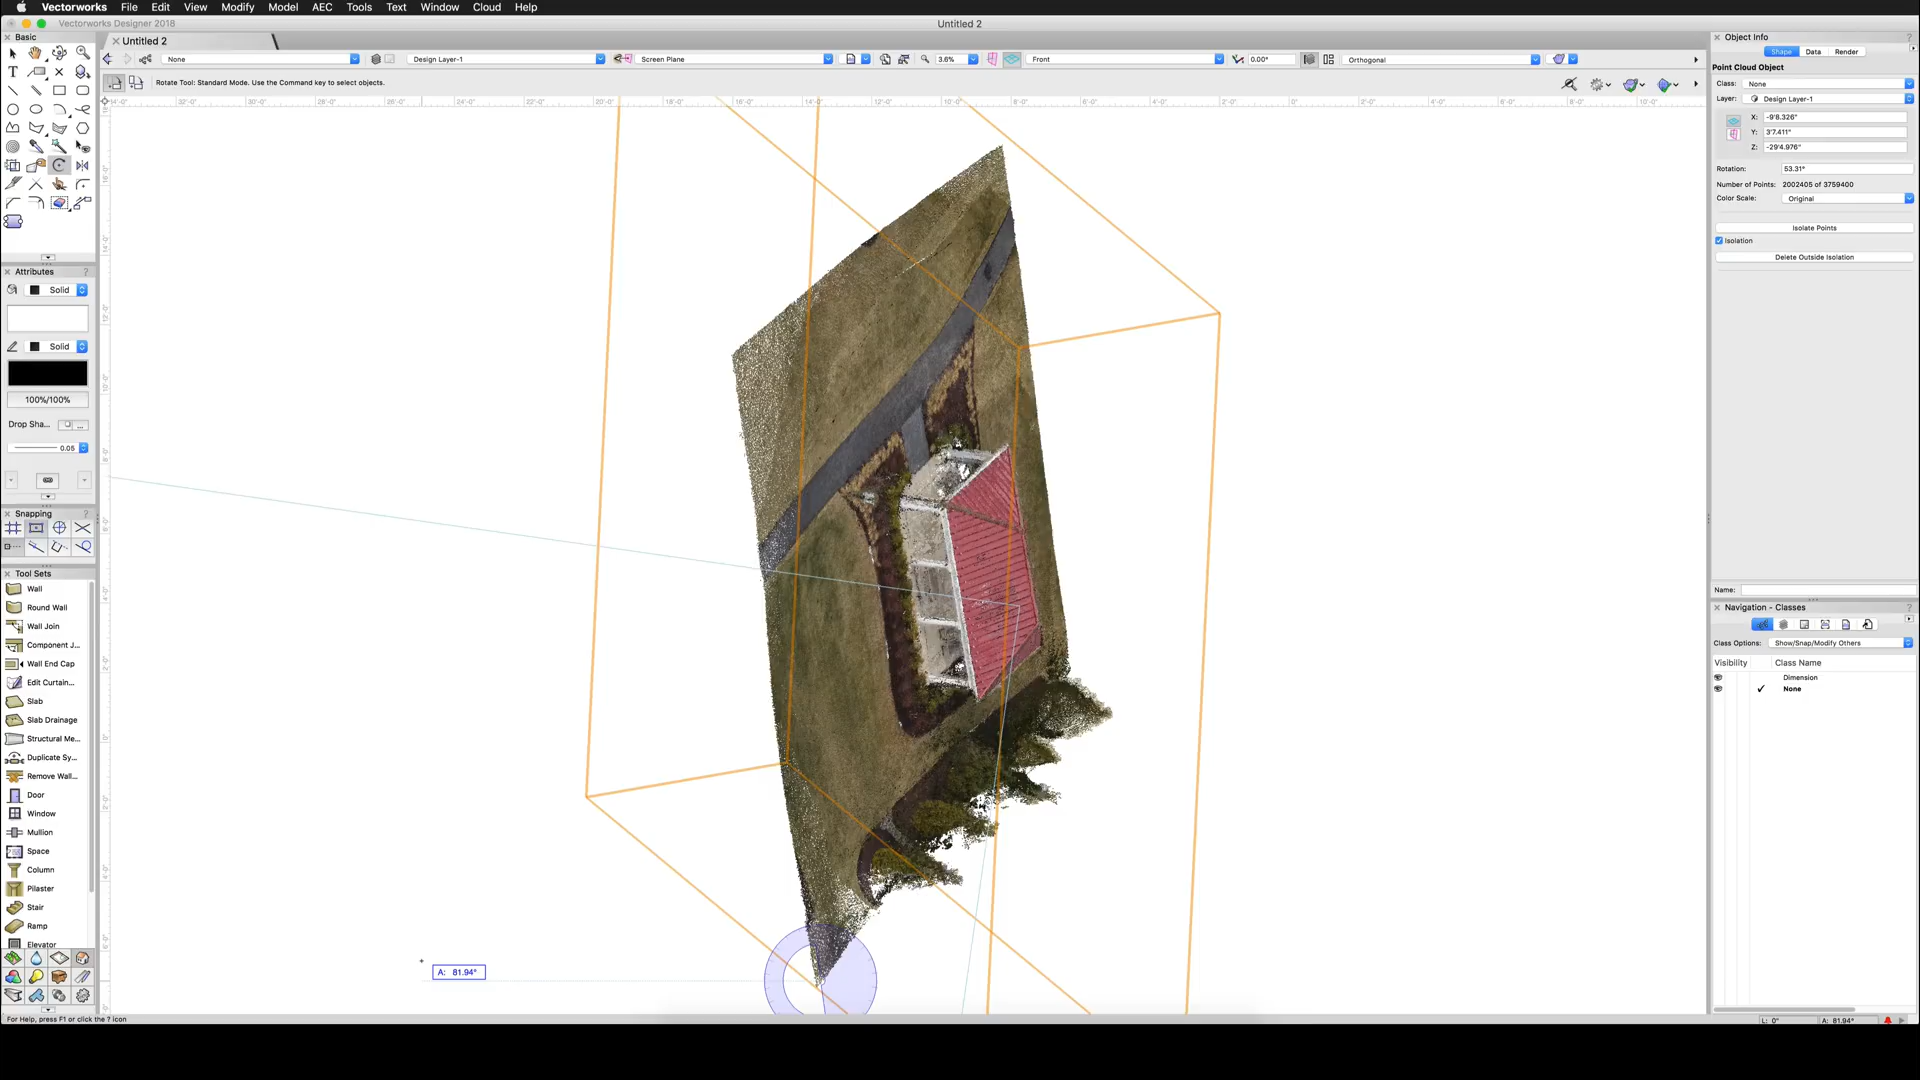 Vectorworks File Edit View Modify Model AEC Tools Text Window Cloud Help
Vectorworks Designer 2018
Untitled 2
Basic
Untitled 2
None
Design Layer-1
Screen Plane
3.6%
Front
0.00°
Orthogonal
Rotate Tool: Standard Mode. Use the Command key to select objects.
Attributes
Solid
Solid
100%/100%
Drop Sha...
0.05
Snapping
Tool Sets
Wall
Round Wall
Wall Join
Component J...
Wall End Cap
Edit Curtain...
Slab
Slab Drainage
Structural Me...
Duplicate Sy...
Remove Wall...
Door
Window
Mullion
Space
Column
Pilaster
Stair
Ramp
Elevator
For Help, press F1 or click the ? icon
A: 81.94°
Object Info
Shape Data Render
Point Cloud Object
Class: None
Layer: Design Layer-1
X: -9'8.326"
Y: 3'7.411"
Z: -29'4.976"
Rotation: 53.31°
Number of Points: 2002405 of 3759400
Color Scale: Original
Isolate Points
Isolation
Delete Outside Isolation
Name:
Navigation - Classes
Class Options: Show/Snap/Modify Others
Visibility Class Name
Dimension
None
L: 0" A: 81.94°